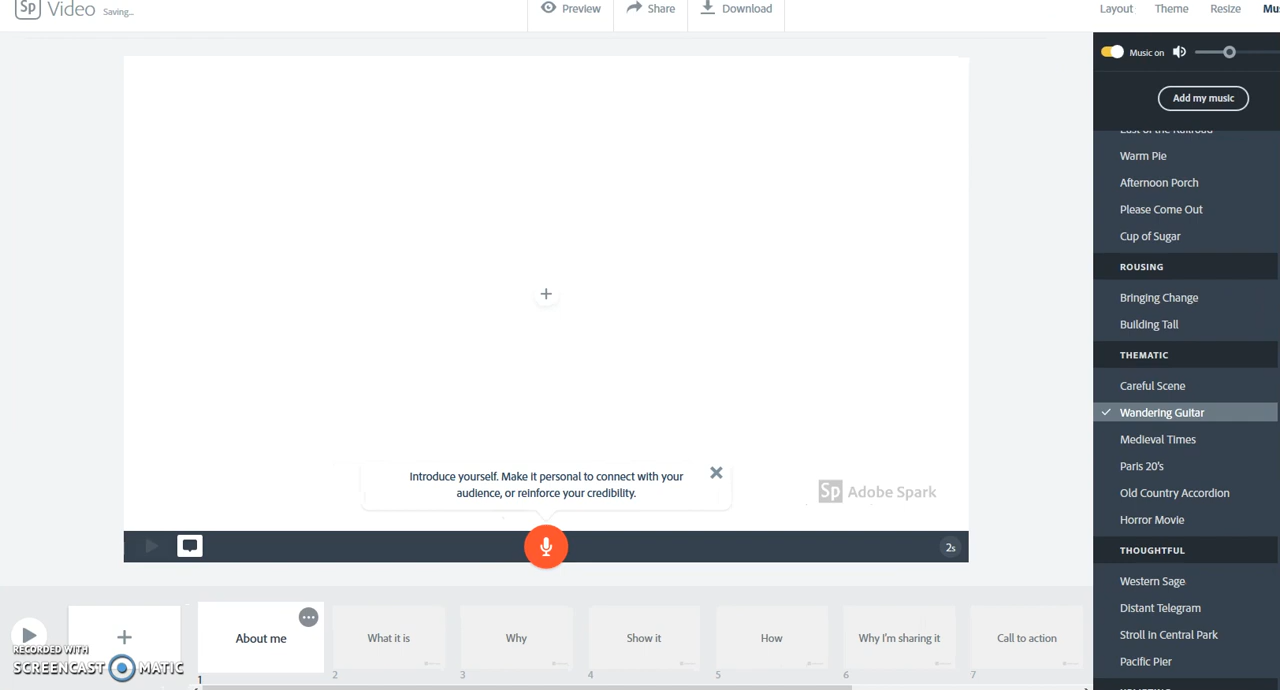 Sp Video Saving...
Preview
Share
Download
Layout
Theme
Resize
Music on
Add my music
East of the Railroad
Warm Pie
Afternoon Porch
Please Come Out
Cup of Sugar
ROUSING
Bringing Change
Building Tall
THEMATIC
Careful Scene
Wandering Guitar
Medieval Times
Paris 20's
Old Country Accordion
Horror Movie
THOUGHTFUL
Western Sage
Distant Telegram
Stroll In Central Park
Pacific Pier
Introduce yourself. Make it personal to connect with your
audience, or reinforce your credibility.
Sp Adobe Spark
2s
About me
What it is
Why
Show it
How
Why I'm sharing it
Call to action
1
2
3
4
5
6
7
RECORDED WITH
SCREENCAST MATIC